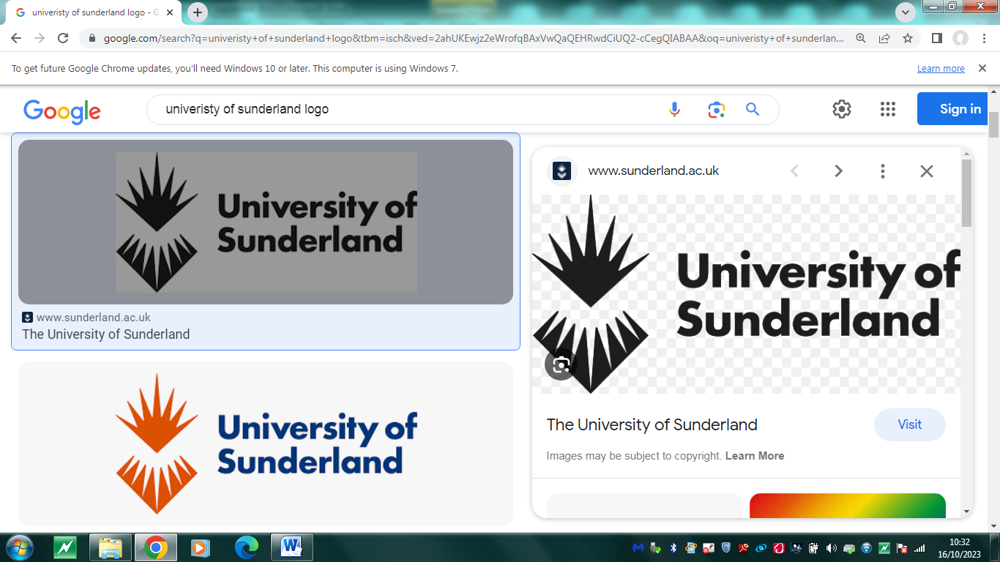 univeristy of sunderland logo - G
google.com/search?q=univeristy+of+sunderland+logo&tbm=isch&ved=2ahUKEwjz2eWrofqBAxVwQaQEHRwdCiUQ2-cCegQIABAA&oq=univeristy+of+sunderlan...
To get future Google Chrome updates, you'll need Windows 10 or later. This computer is using Windows 7.
Learn more
Google
univeristy of sunderland logo
Sign in
University of
Sunderland
www.sunderland.ac.uk
The University of Sunderland
University of
Sunderland
www.sunderland.ac.uk
University of
Sunderland
The University of Sunderland
Visit
Images may be subject to copyright. Learn More
10:32
16/10/2023